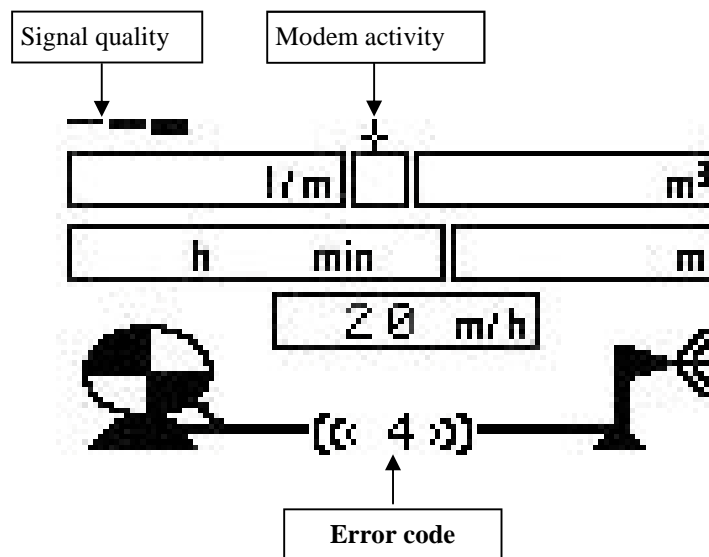 Signal quality
Modem activity
l/m
m³
h min
m
20 m/h
((( 4 )))
Error code